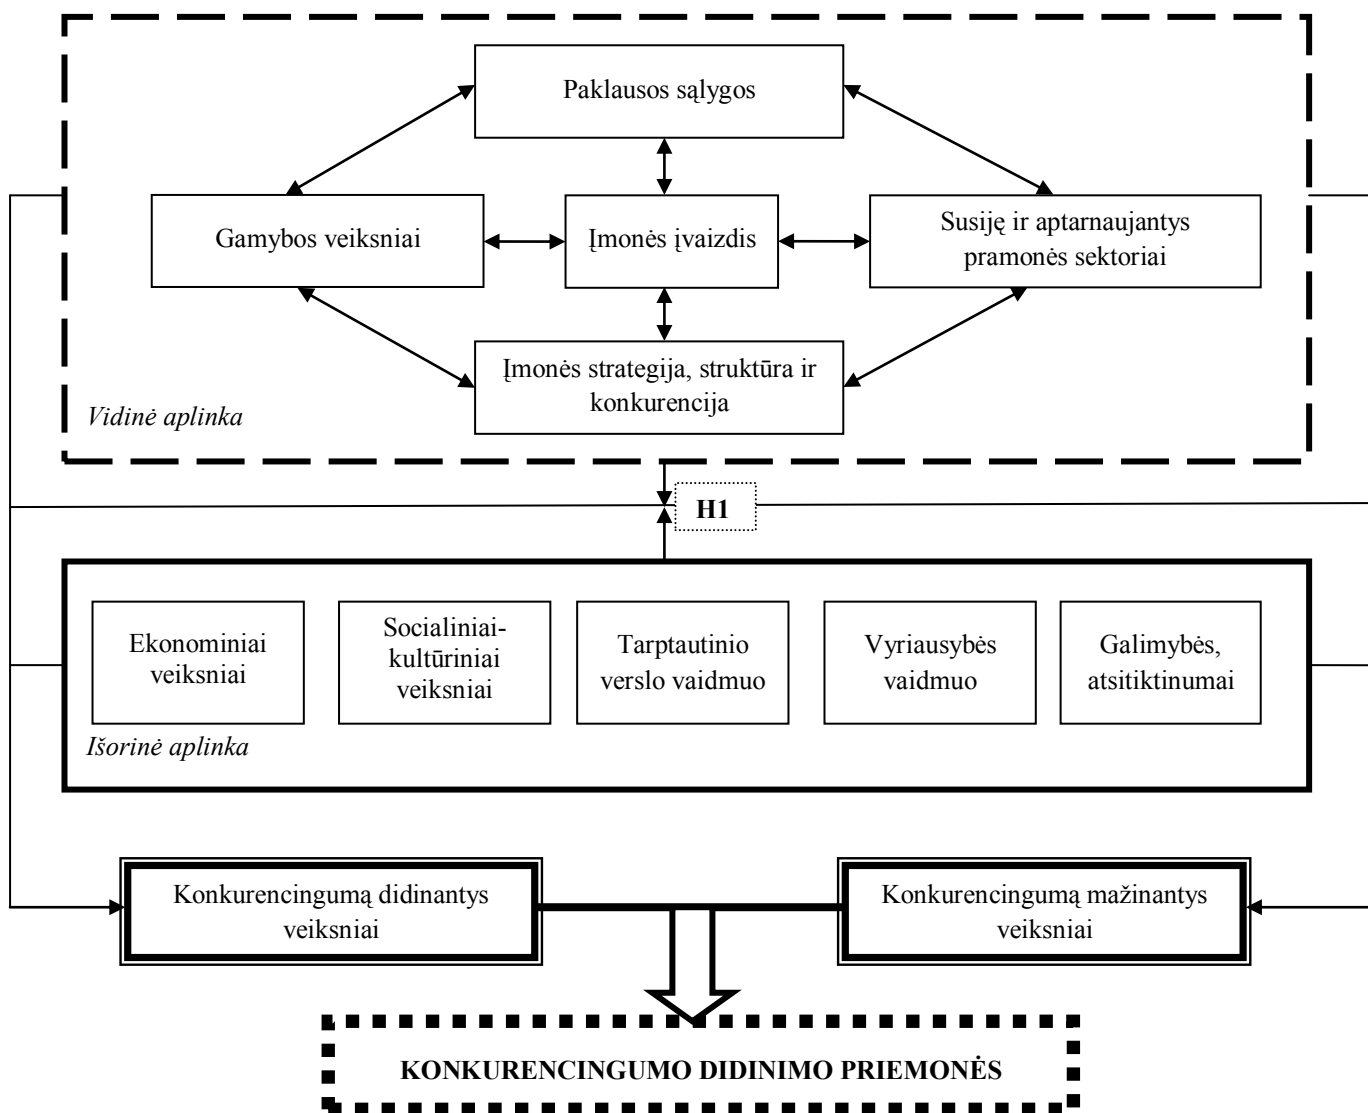 Paklausos sąlygos
Gamybos veiksniai
Įmonės įvaizdis
Susiję ir aptarnaujantys
pramonės sektoriai
Įmonės strategija, struktūra ir
konkurencija
Vidinė aplinka
H1
Ekonominiai
veiksniai
Socialiniai-
kultūriniai
veiksniai
Tarptautinio
verslo vaidmuo
Vyriausybės
vaidmuo
Galimybės,
atsitiktinumai
Išorinė aplinka
Konkurencingumą didinantys
veiksniai
Konkurencingumą mažinantys
veiksniai
KONKURENCINGUMO DIDINIMO PRIEMONĖS